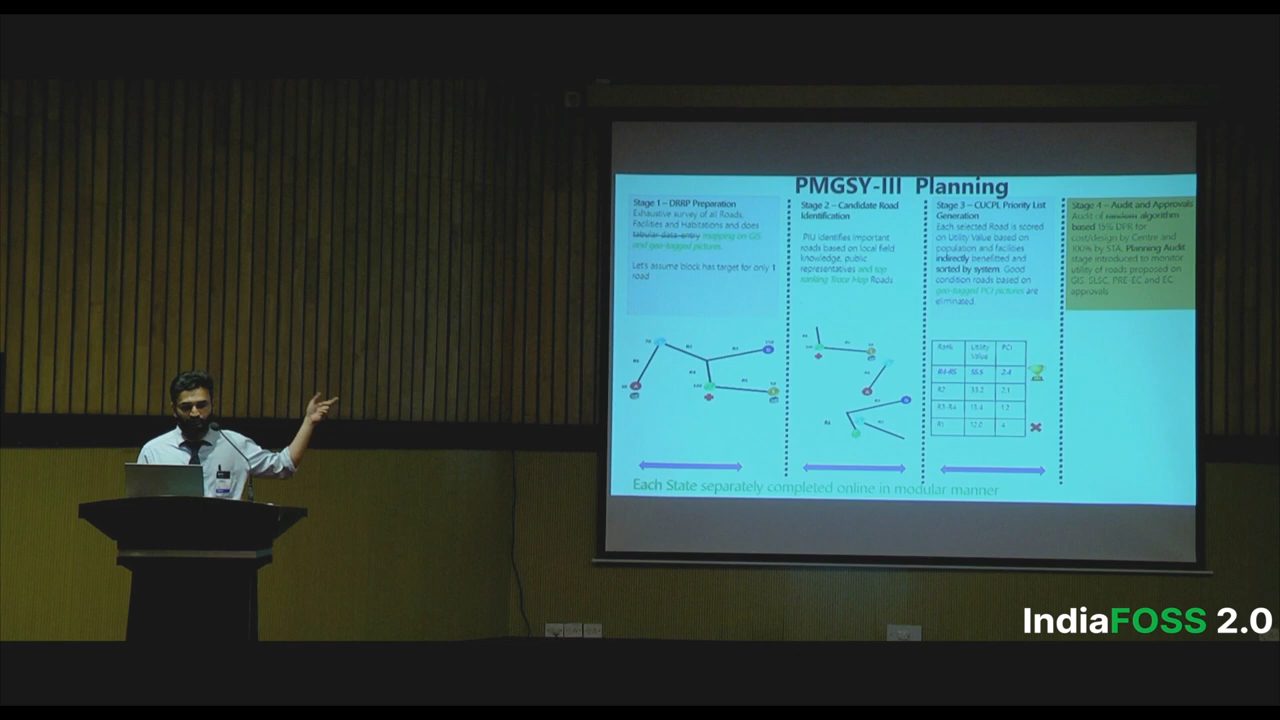 PMGSY-III Planning
Stage 1 – DRRP Preparation
Exhaustive survey of all Roads,
Facilities and Habitations and does
tabular data-entry mapping on GIS
and geo-tagged pictures.
Let's assume block has target for only 1
road
Stage 2 – Candidate Road
Identification
PIU identifies important
roads based on local field
knowledge, public
representatives and top
ranking Trace Map Roads
Stage 3 – CUCPL Priority List
Generation
Each selected Road is scored
on Utility Value based on
population and facilities
indirectly benefitted and
sorted by system. Good
condition roads based on
geo-tagged PCI pictures are
eliminated.
Stage 4 – Audit and Approvals
Audit of random algorithm
based 15% DPR for
cost/design by Centre and
100% by STA. Planning Audit
stage introduced to monitor
utility of roads proposed on
GIS. SLSC, PRE-EC and EC
approvals
Rank Utility PCI
Value
R2 33.2 2.1
R1
Each State separately completed online in modular manner
IndiaFOSS 2.0